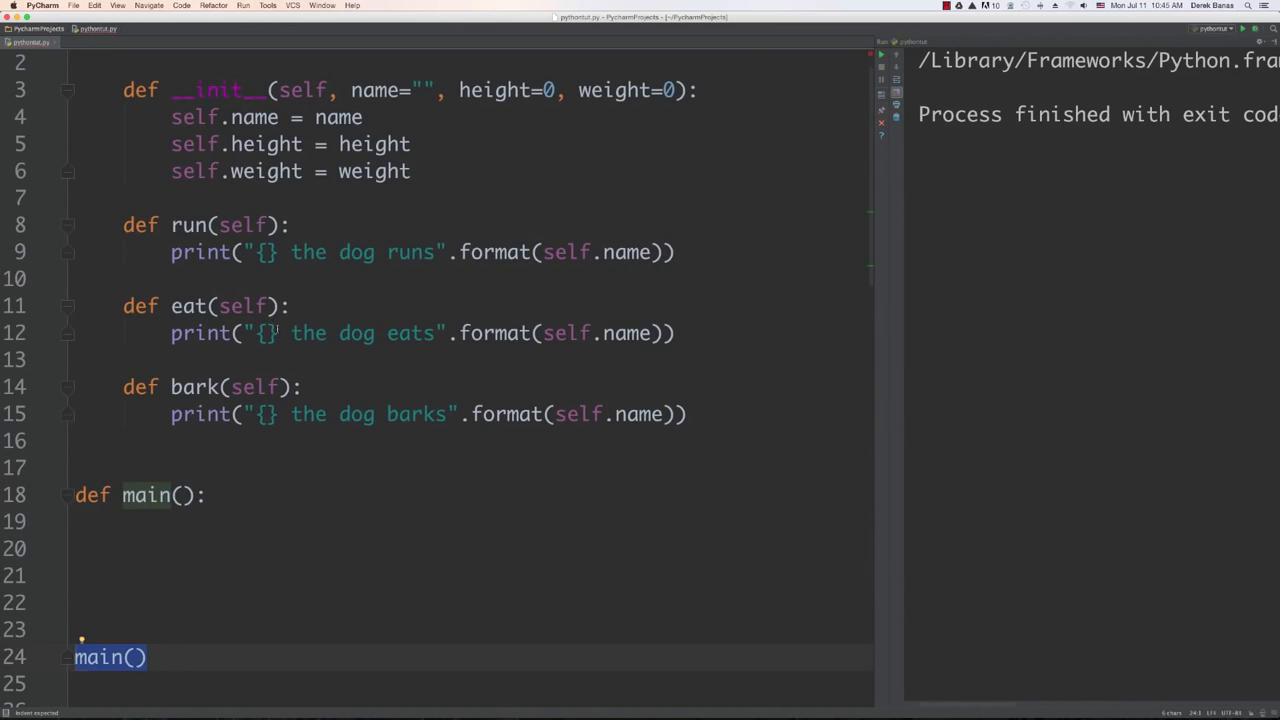 PyCharm File Edit View Navigate Code Refactor Run Tools VCS Window Help 10 Mon Jul 11 10:45 AM Derek Banas
pythontut.py - PycharmProjects - [~/PycharmProjects]
PycharmProjects pythontut.py pythontut
pythontut.py Run pythontut
2
3 def __init__(self, name="", height=0, weight=0):
4 self.name = name
5 self.height = height
6 self.weight = weight
7
8 def run(self):
9 print("{} the dog runs".format(self.name))
10
11 def eat(self):
12 print("{} the dog eats".format(self.name))
13
14 def bark(self):
15 print("{} the dog barks".format(self.name))
16
17
18 def main():
19
20
21
22
23
24 main()
25
/Library/Frameworks/Python.fra
Process finished with exit cod
Indent expected 6 chars 24:1 LF UTF-8